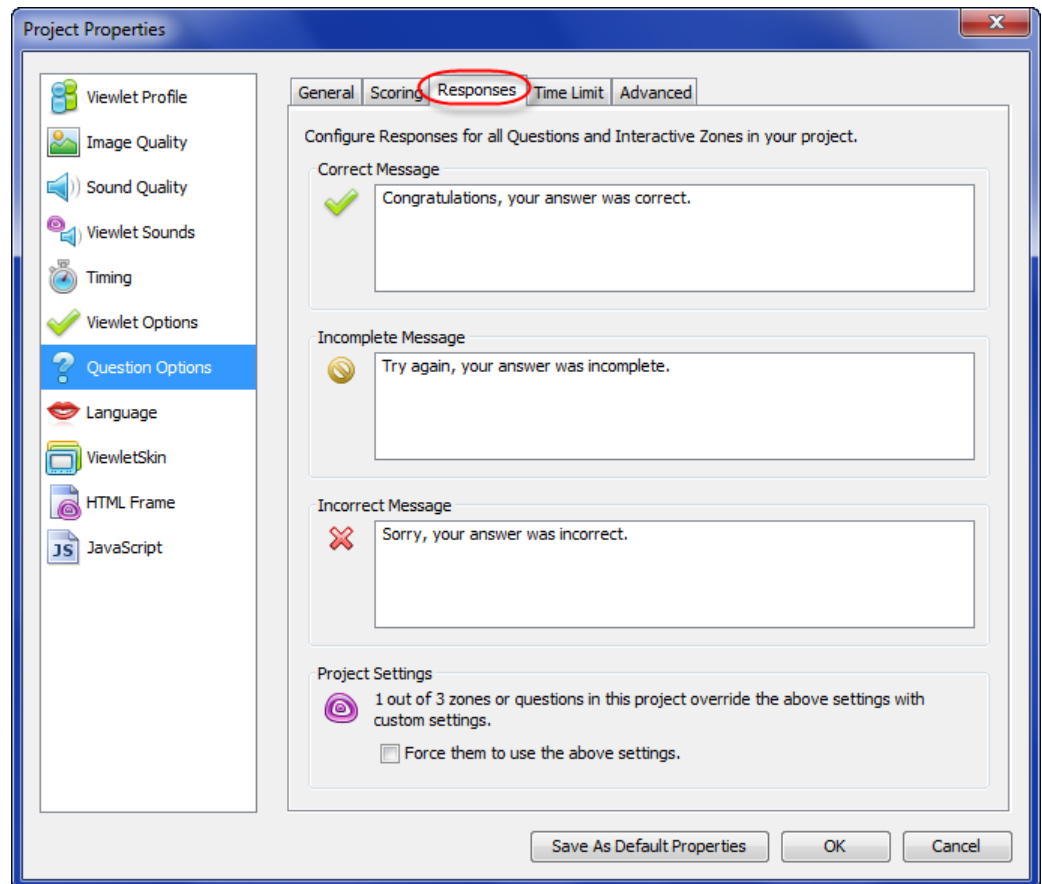 Project Properties
X
Viewlet Profile
Image Quality
Sound Quality
Viewlet Sounds
Timing
Viewlet Options
Question Options
Language
ViewletSkin
HTML Frame
JS JavaScript
General Scoring Responses Time Limit Advanced
Configure Responses for all Questions and Interactive Zones in your project.
Correct Message
Congratulations, your answer was correct.
Incomplete Message
Try again, your answer was incomplete.
Incorrect Message
Sorry, your answer was incorrect.
Project Settings
1 out of 3 zones or questions in this project override the above settings with
custom settings.
Force them to use the above settings.
Save As Default Properties OK Cancel